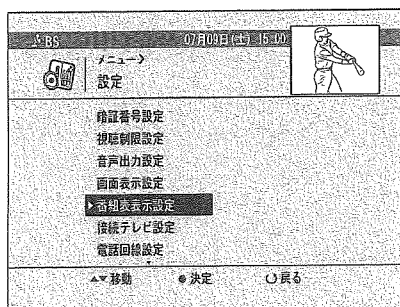 BS 07月09日(土) 15:00
メニュー〉
設定
暗証番号設定
視聴制限設定
音声出力設定
画面表示設定
番組表表示設定
接続テレビ設定
電話回線設定
▲▼移動 ●決定 戻る